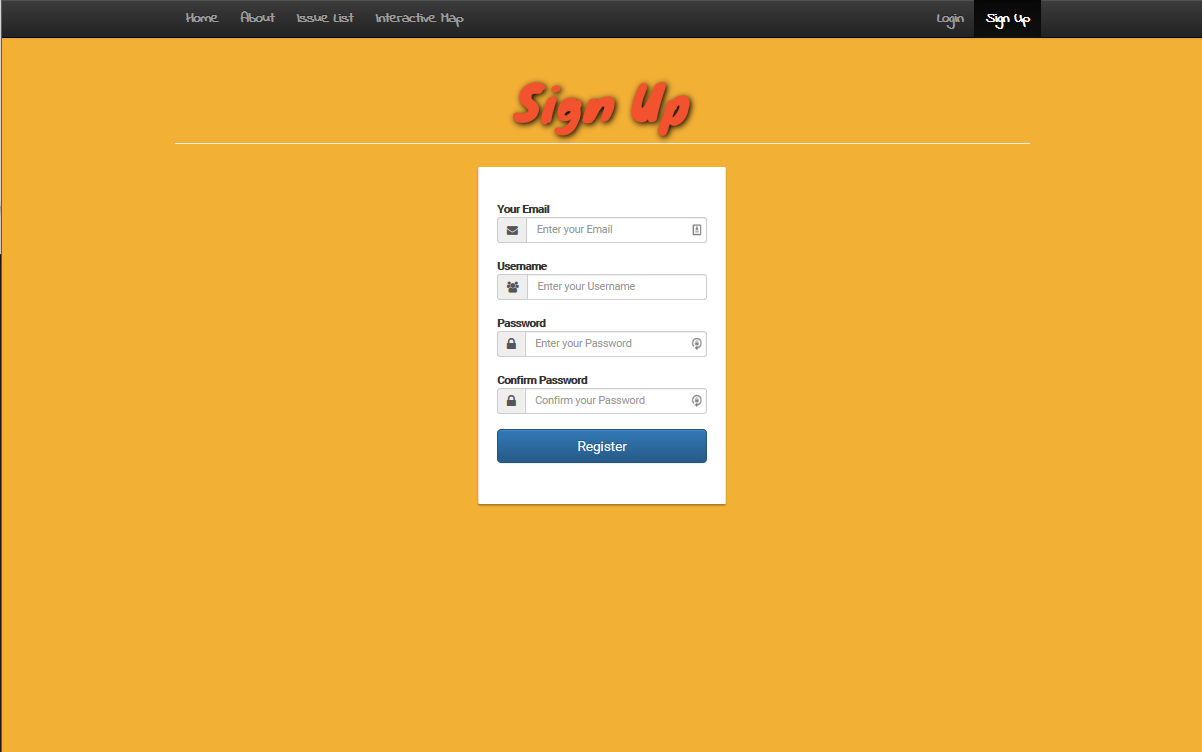 Home About Issue List Interactive Map Login Sign Up
Sign Up
Your Email
Enter your Email
Username
Enter your Username
Password
Enter your Password
Confirm Password
Confirm your Password
Register